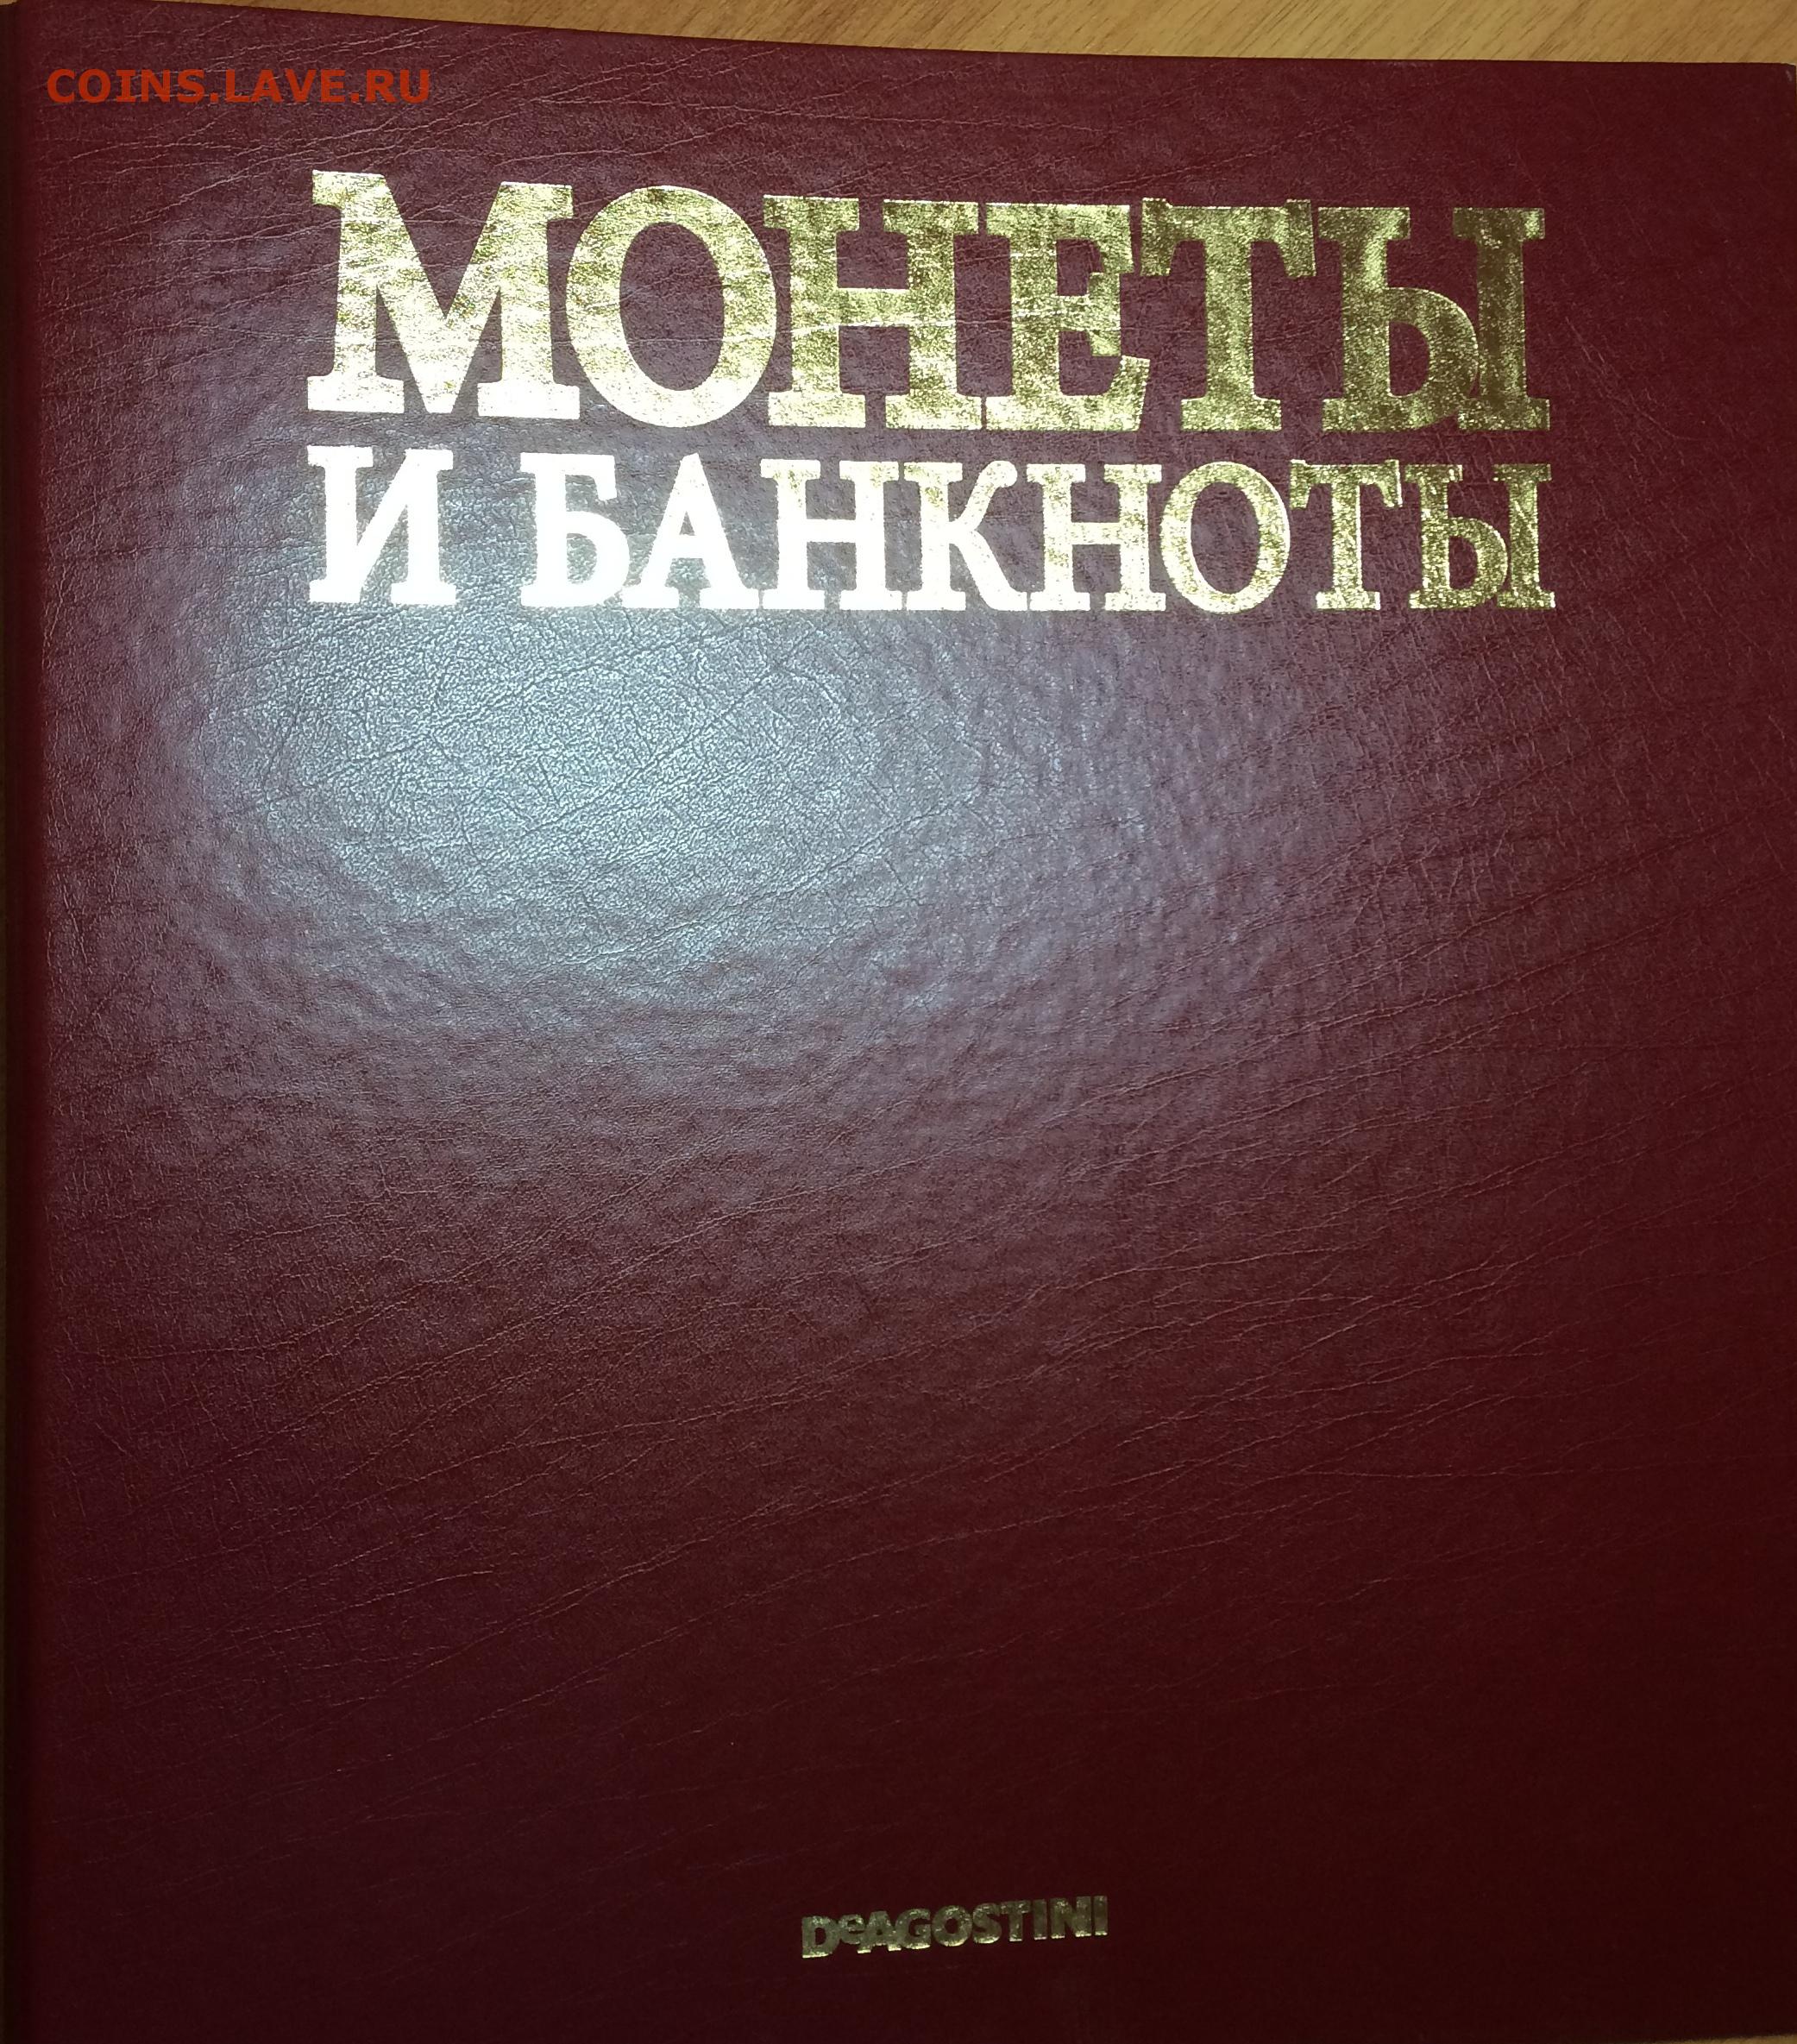 COINS.LAVE.RU
МОНЕТЫ
И БАНКНОТЫ
DeAGOSTINI